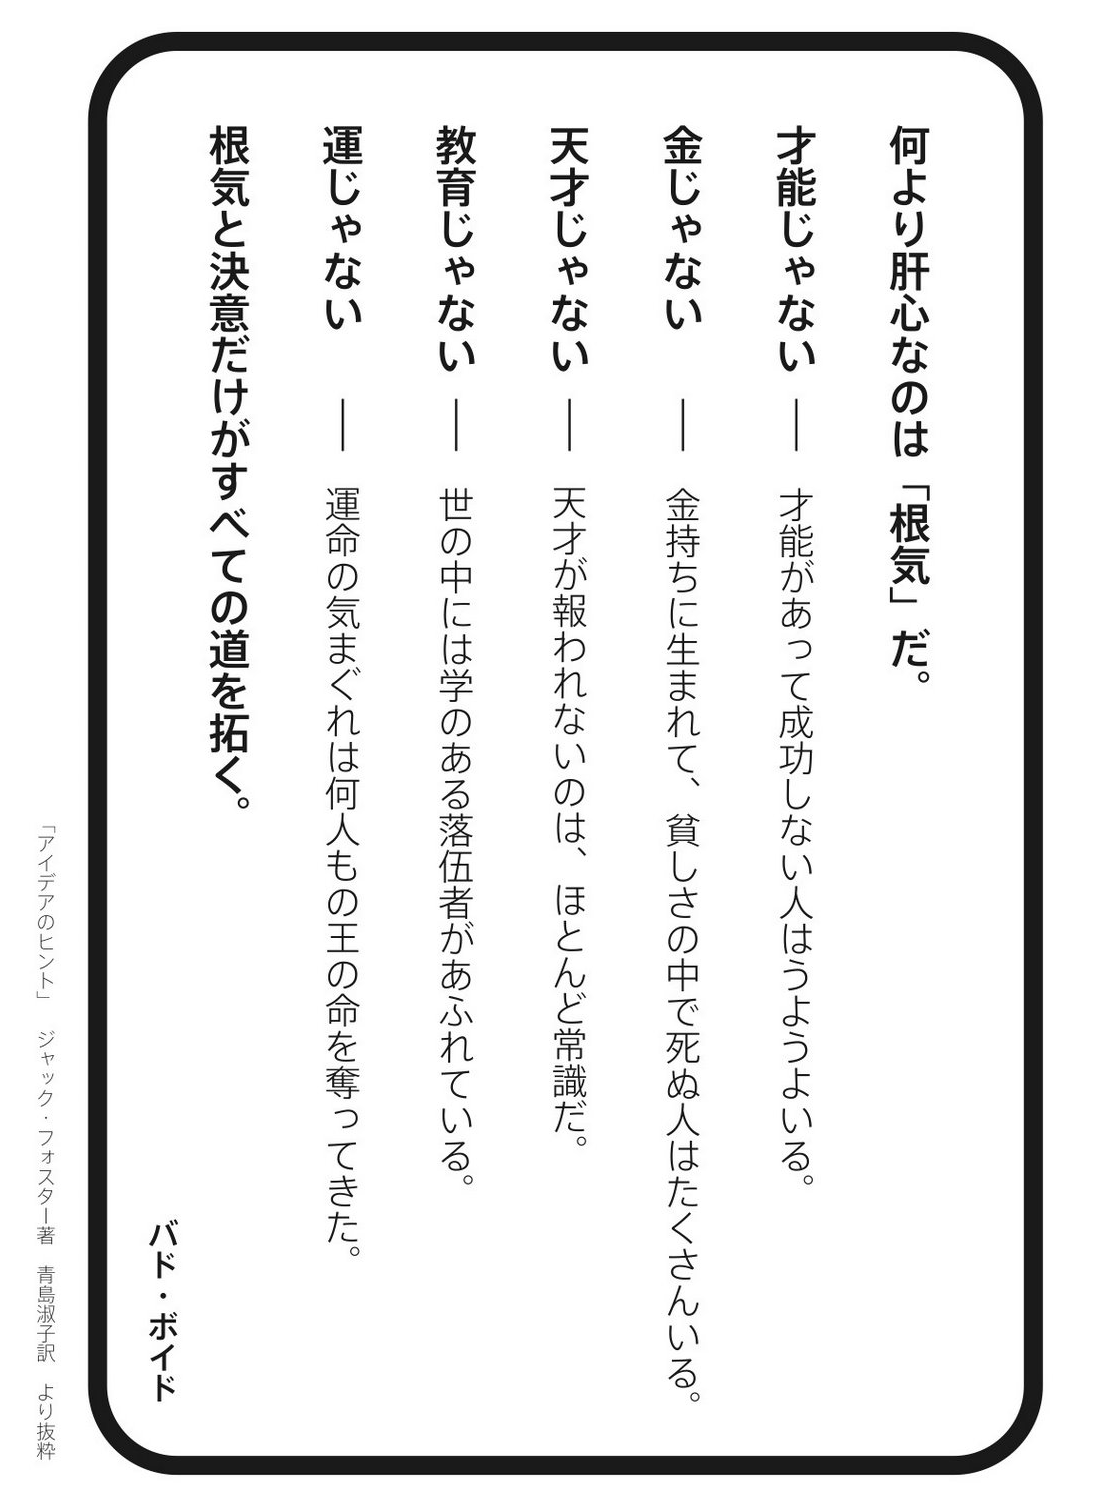 何より肝心なのは「根気」だ。
才能じゃない ― 才能があって成功しない人はうようよいる。
金じゃない ― 金持ちに生まれて、貧しさの中で死ぬ人はたくさんいる。
天才じゃない ― 天才が報われないのは、ほとんど常識だ。
教育じゃない ― 世の中には学のある落伍者があふれている。
運じゃない ― 運命の気まぐれは何人もの王の命を奪ってきた。
根気と決意だけがすべての道を拓く。
バド・ボイド
「アイデアのヒント」 ジャック・フォスター著 青島淑子訳 より抜粋